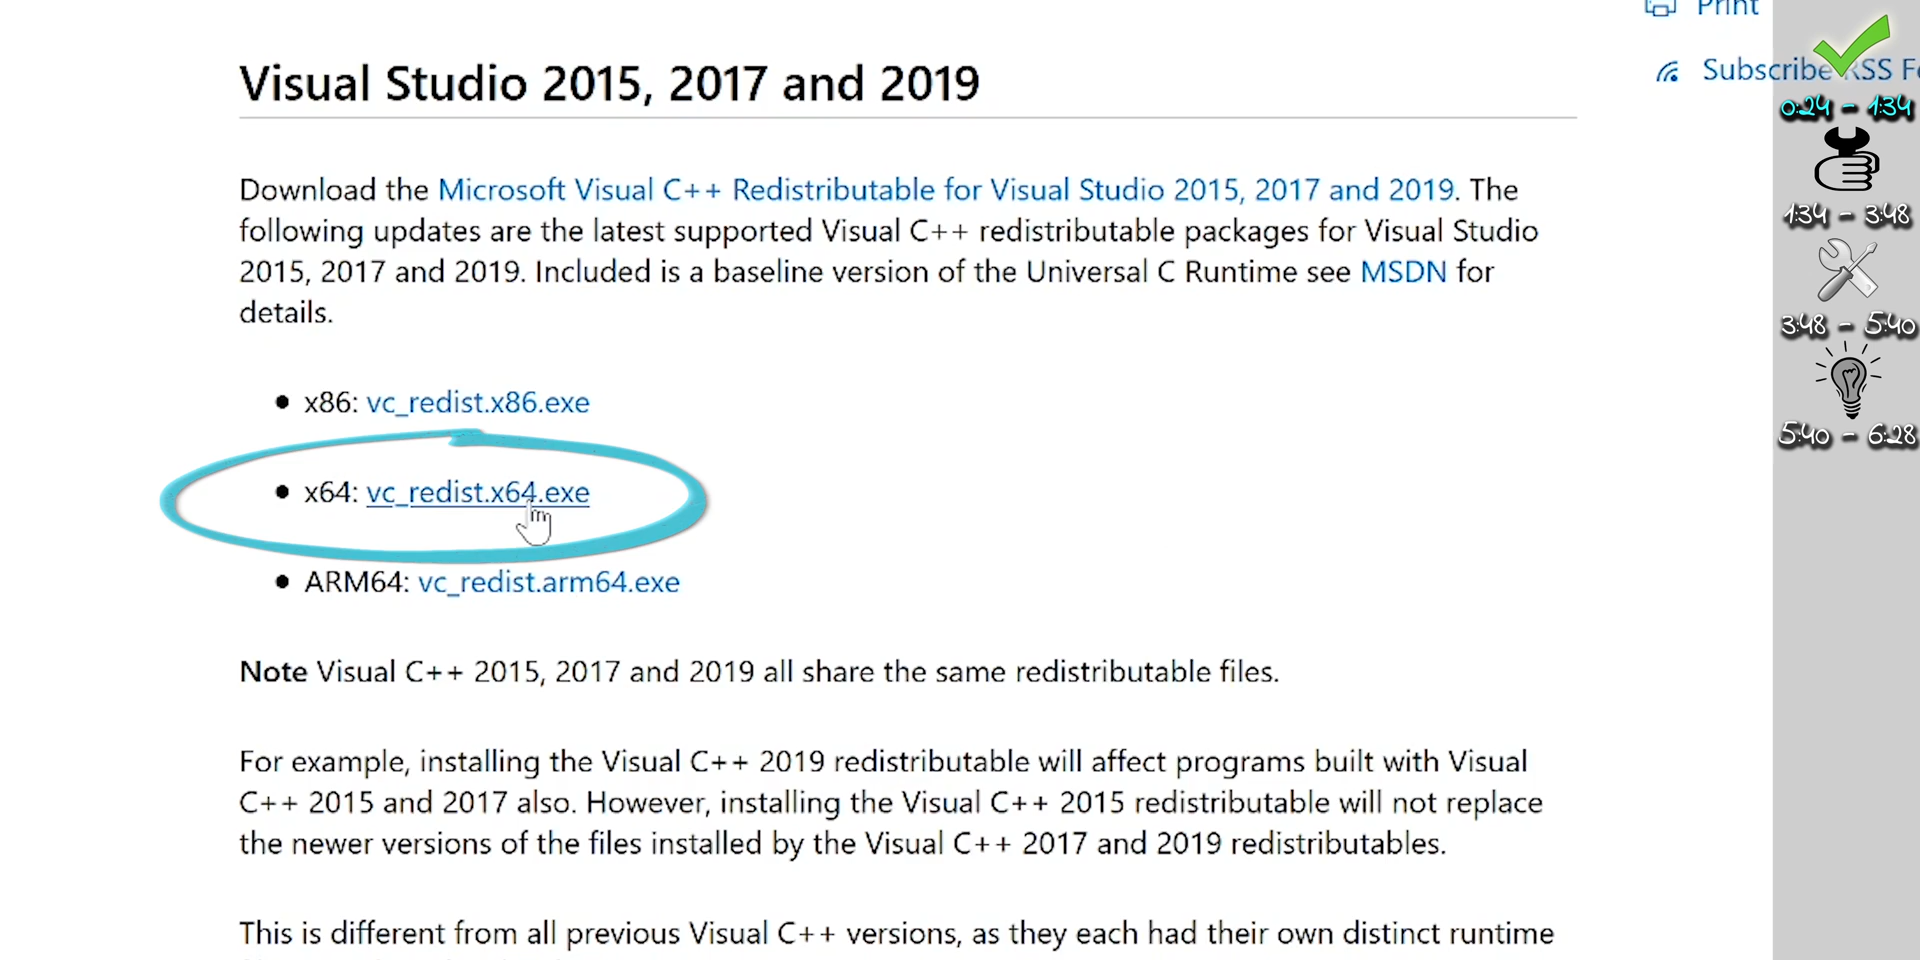 Print
Visual Studio 2015, 2017 and 2019
Subscribe RSS Fe
0:24 - 1:34
Download the Microsoft Visual C++ Redistributable for Visual Studio 2015, 2017 and 2019. The
following updates are the latest supported Visual C++ redistributable packages for Visual Studio
2015, 2017 and 2019. Included is a baseline version of the Universal C Runtime see MSDN for
details.
1:34 - 3:48
3:48 - 5:40
5:40 - 6:28
x86: vc_redist.x86.exe
x64: vc_redist.x64.exe
ARM64: vc_redist.arm64.exe
Note Visual C++ 2015, 2017 and 2019 all share the same redistributable files.
For example, installing the Visual C++ 2019 redistributable will affect programs built with Visual
C++ 2015 and 2017 also. However, installing the Visual C++ 2015 redistributable will not replace
the newer versions of the files installed by the Visual C++ 2017 and 2019 redistributables.
This is different from all previous Visual C++ versions, as they each had their own distinct runtime